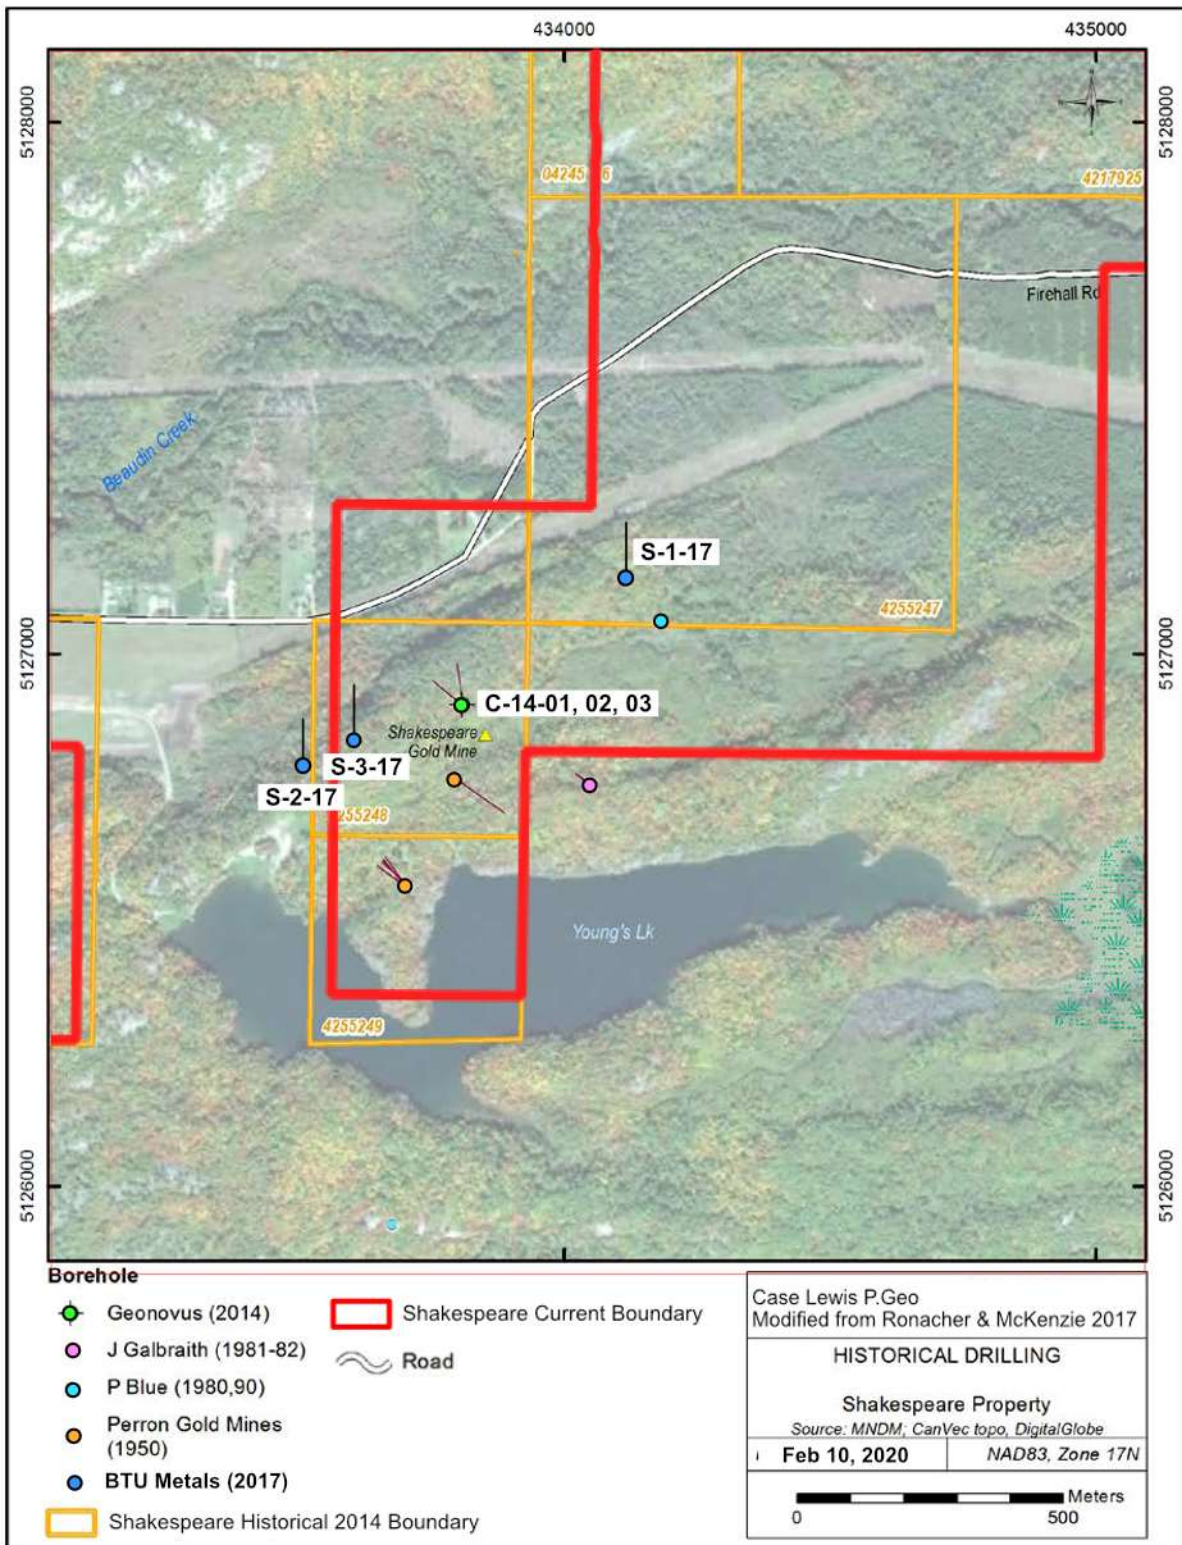 434000
435000
5128000
5128000
4217925
Firehall Rd
Beaudin Creek
S-1-17
4255247
5127000
5127000
C-14-01, 02, 03
Shakespeare
Gold Mine
S-3-17
S-2-17
255248
Young's Lk
4255249
5126000
5126000
Borehole
Geonovus (2014)
J Galbraith (1981-82)
P Blue (1980,90)
Perron Gold Mines
(1950)
BTU Metals (2017)
Shakespeare Historical 2014 Boundary
Shakespeare Current Boundary
Road
Case Lewis P.Geo
Modified from Ronacher & McKenzie 2017
HISTORICAL DRILLING
Shakespeare Property
Source: MNDM; CanVec topo, DigitalGlobe
Feb 10, 2020
NAD83, Zone 17N
Meters
0 500